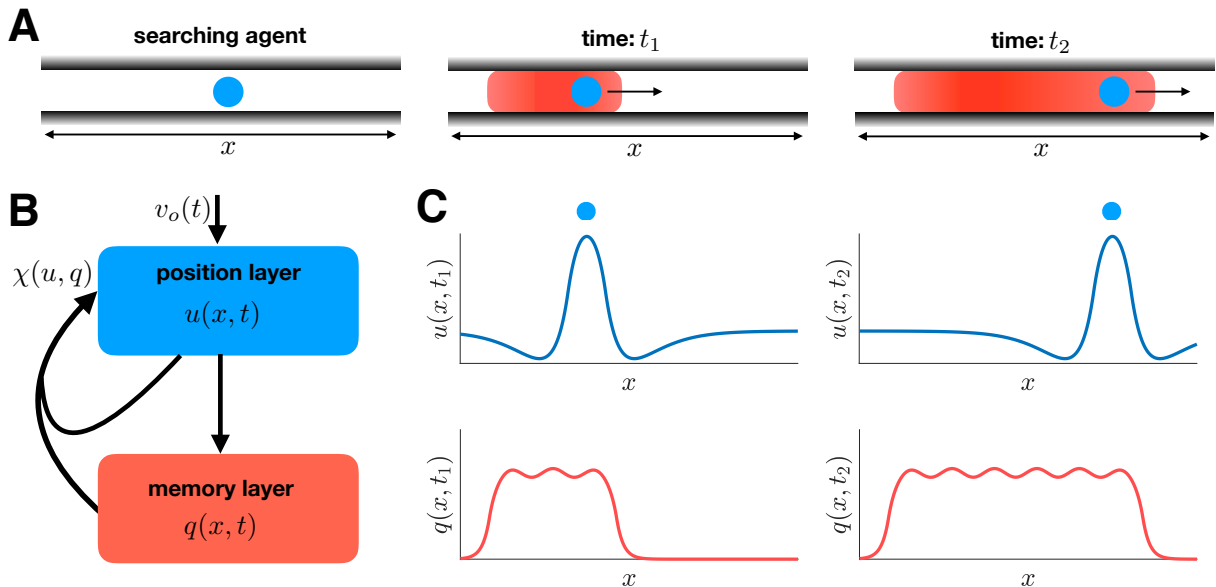 A
searching agent
x
time: t₁
x
time: t₂
x
B
vₒ(t)
χ(u, q)
position layer
u(x, t)
memory layer
q(x, t)
C
u(x, t₁)
x
u(x, t₂)
x
q(x, t₁)
x
q(x, t₂)
x